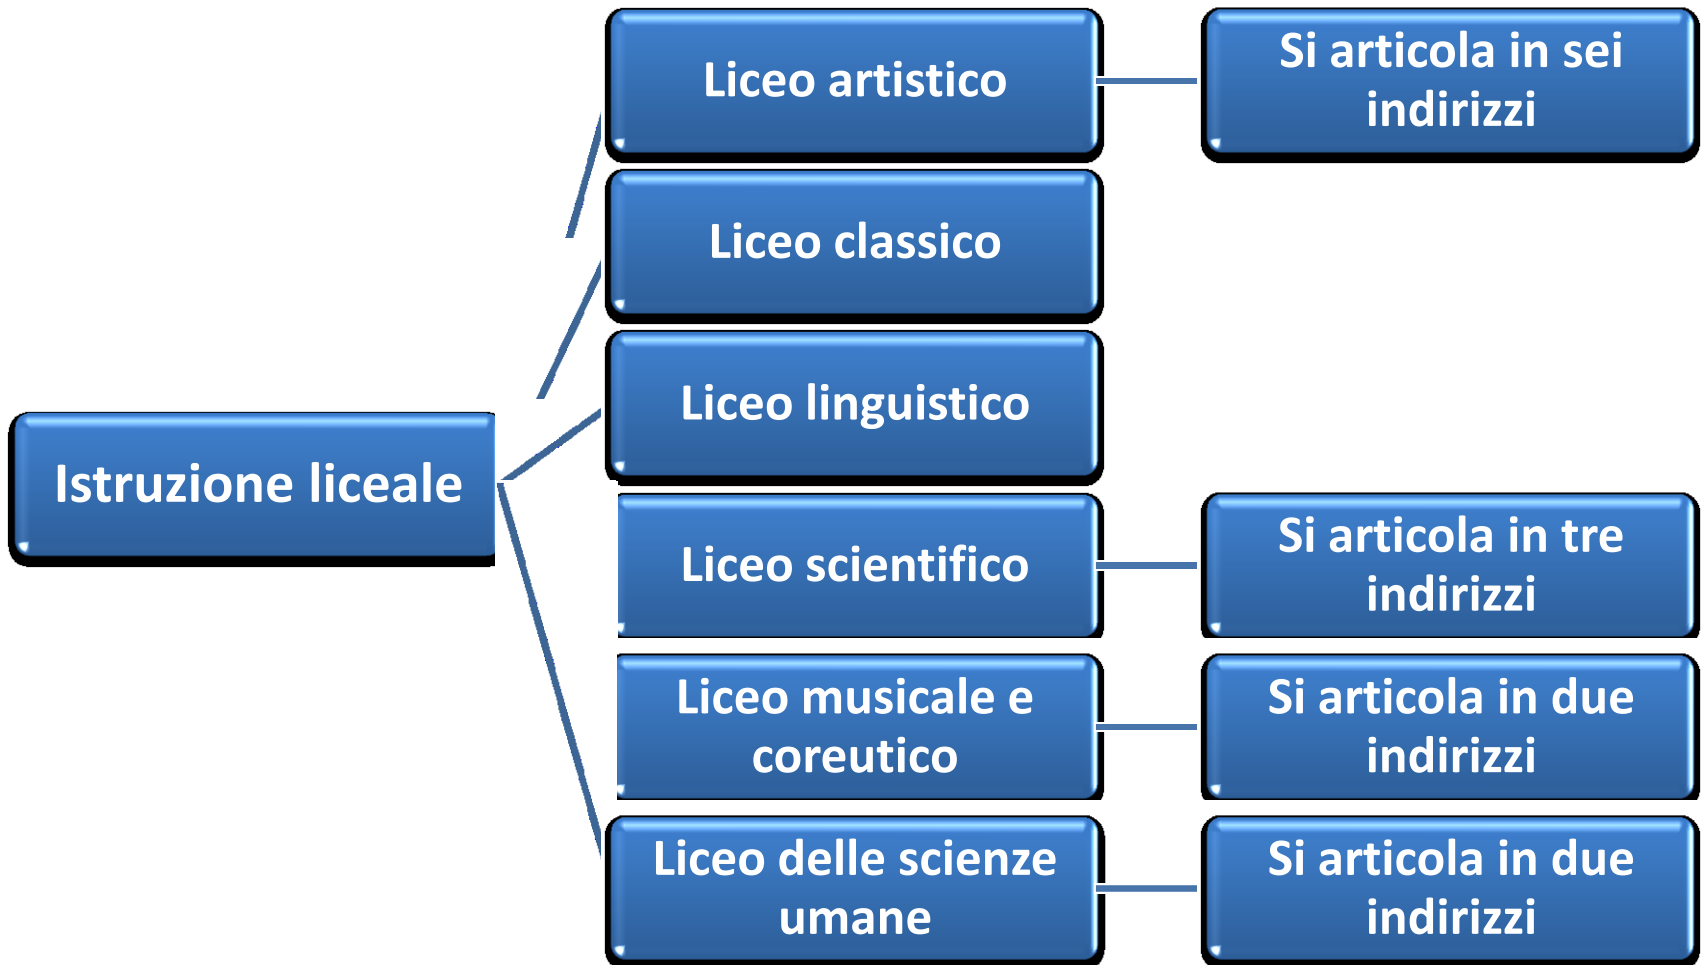 Liceo artistico
Si articola in sei
indirizzi
Liceo classico
Liceo linguistico
Istruzione liceale
Liceo scientifico
Si articola in tre
indirizzi
Liceo musicale e
coreutico
Si articola in due
indirizzi
Liceo delle scienze
umane
Si articola in due
indirizzi